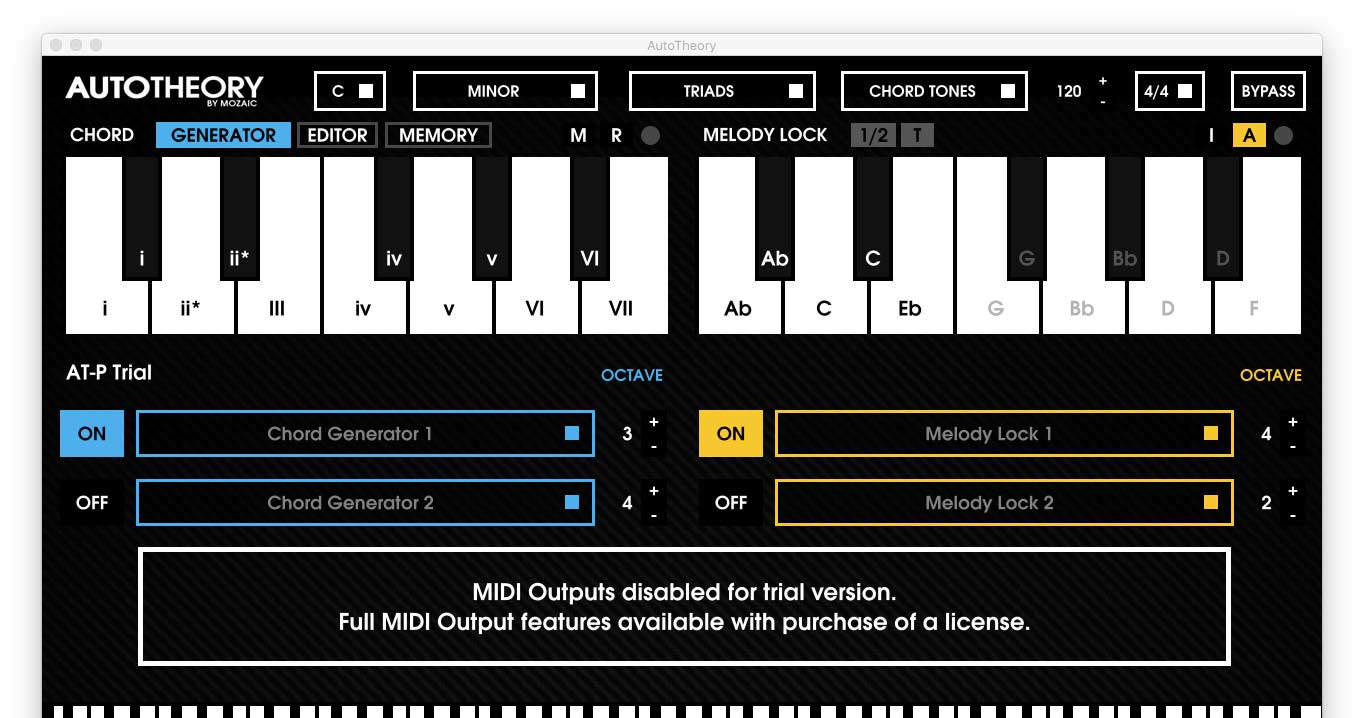 AutoTheory
AUTOTHEORY
BY MOZAIC
C MINOR TRIADS CHORD TONES 120 + - 4/4 BYPASS
CHORD GENERATOR EDITOR MEMORY M R MELODY LOCK 1/2 T I A
i ii* iv v VI Ab C G Bb D
i ii* III iv v VI VII Ab C Eb G Bb D F
AT-P Trial OCTAVE OCTAVE
ON Chord Generator 1 3 + - ON Melody Lock 1 4 + -
OFF Chord Generator 2 4 + - OFF Melody Lock 2 2 + -
MIDI Outputs disabled for trial version.
Full MIDI Output features available with purchase of a license.